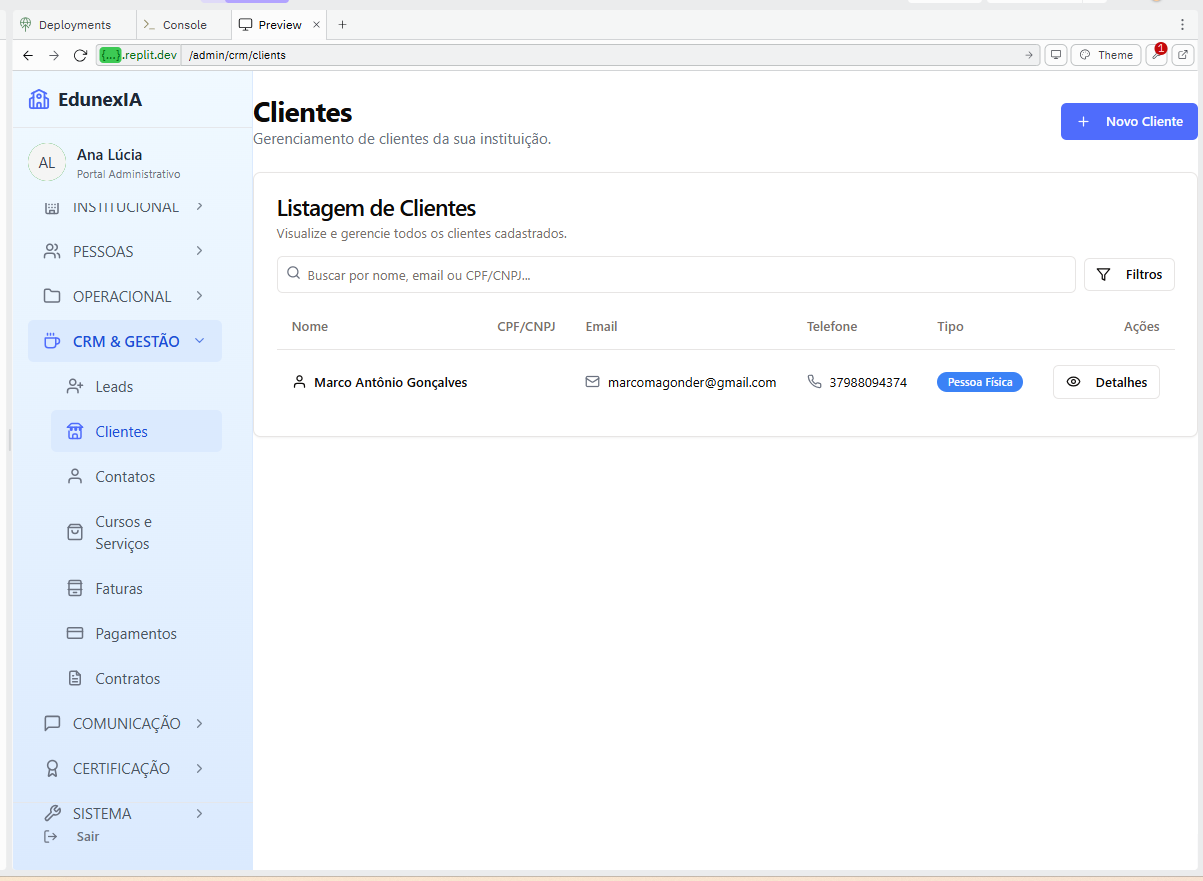 Deployments
Console
Preview
{...}.replit.dev
/admin/crm/clients
Theme
1
EdunexIA
AL
Ana Lúcia
Portal Administrativo
INSTITUCIONAL
PESSOAS
OPERACIONAL
CRM & GESTÃO
Leads
Clientes
Contatos
Cursos e
Serviços
Faturas
Pagamentos
Contratos
COMUNICAÇÃO
CERTIFICAÇÃO
SISTEMA
Sair
Clientes
Gerenciamento de clientes da sua instituição.
Novo Cliente
Listagem de Clientes
Visualize e gerencie todos os clientes cadastrados.
Buscar por nome, email ou CPF/CNPJ...
Filtros
Nome CPF/CNPJ Email Telefone Tipo Ações
Marco Antônio Gonçalves marcomagonder@gmail.com 37988094374 Pessoa Física Detalhes